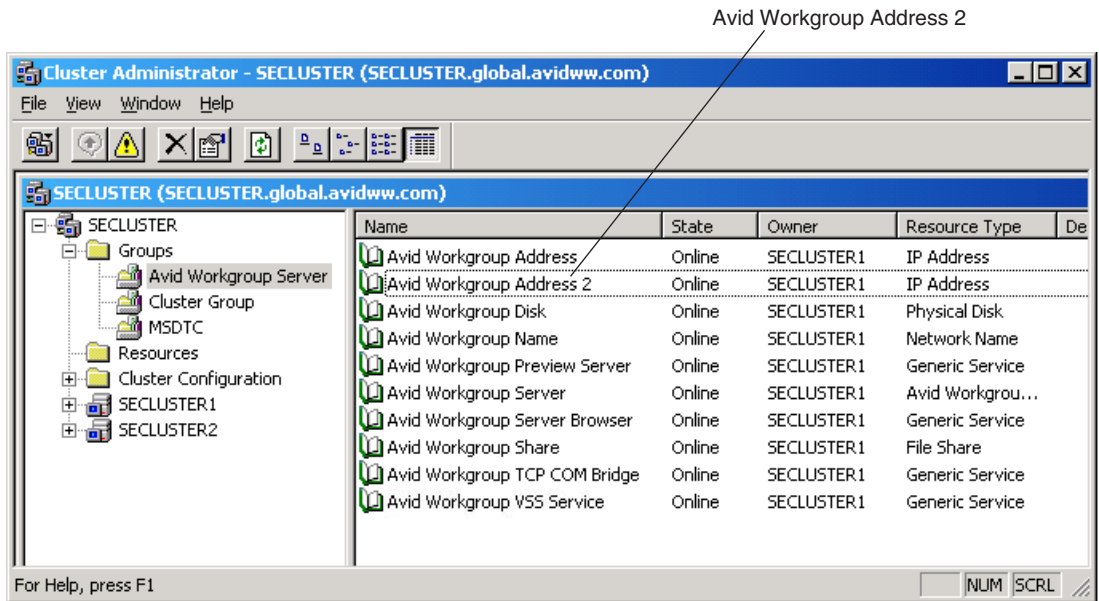 Avid Workgroup Address 2
Cluster Administrator - SECLUSTER (SECLUSTER.global.avidww.com)
File View Window Help
SECLUSTER (SECLUSTER.global.avidww.com)
SECLUSTER
Groups
Avid Workgroup Server
Cluster Group
MSDTC
Resources
Cluster Configuration
SECLUSTER1
SECLUSTER2
Name State Owner Resource Type De
Avid Workgroup Address Online SECLUSTER1 IP Address
Avid Workgroup Address 2 Online SECLUSTER1 IP Address
Avid Workgroup Disk Online SECLUSTER1 Physical Disk
Avid Workgroup Name Online SECLUSTER1 Network Name
Avid Workgroup Preview Server Online SECLUSTER1 Generic Service
Avid Workgroup Server Online SECLUSTER1 Avid Workgrou...
Avid Workgroup Server Browser Online SECLUSTER1 Generic Service
Avid Workgroup Share Online SECLUSTER1 File Share
Avid Workgroup TCP COM Bridge Online SECLUSTER1 Generic Service
Avid Workgroup VSS Service Online SECLUSTER1 Generic Service
For Help, press F1
NUM SCRL